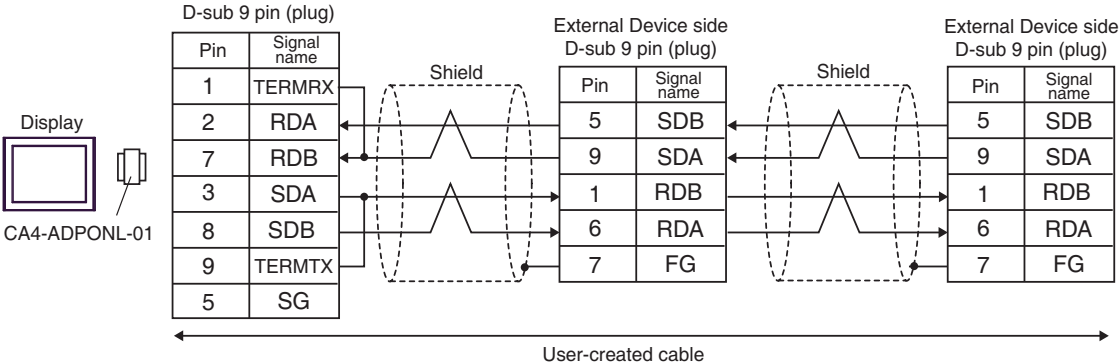 D-sub 9 pin (plug)
External Device side
D-sub 9 pin (plug)
External Device side
D-sub 9 pin (plug)
Display
CA4-ADPONL-01
Pin Signal name
1 TERMRX
2 RDA
7 RDB
3 SDA
8 SDB
9 TERMTX
5 SG
Shield
Pin Signal name
5 SDB
9 SDA
1 RDB
6 RDA
7 FG
Shield
Pin Signal name
5 SDB
9 SDA
1 RDB
6 RDA
7 FG
User-created cable